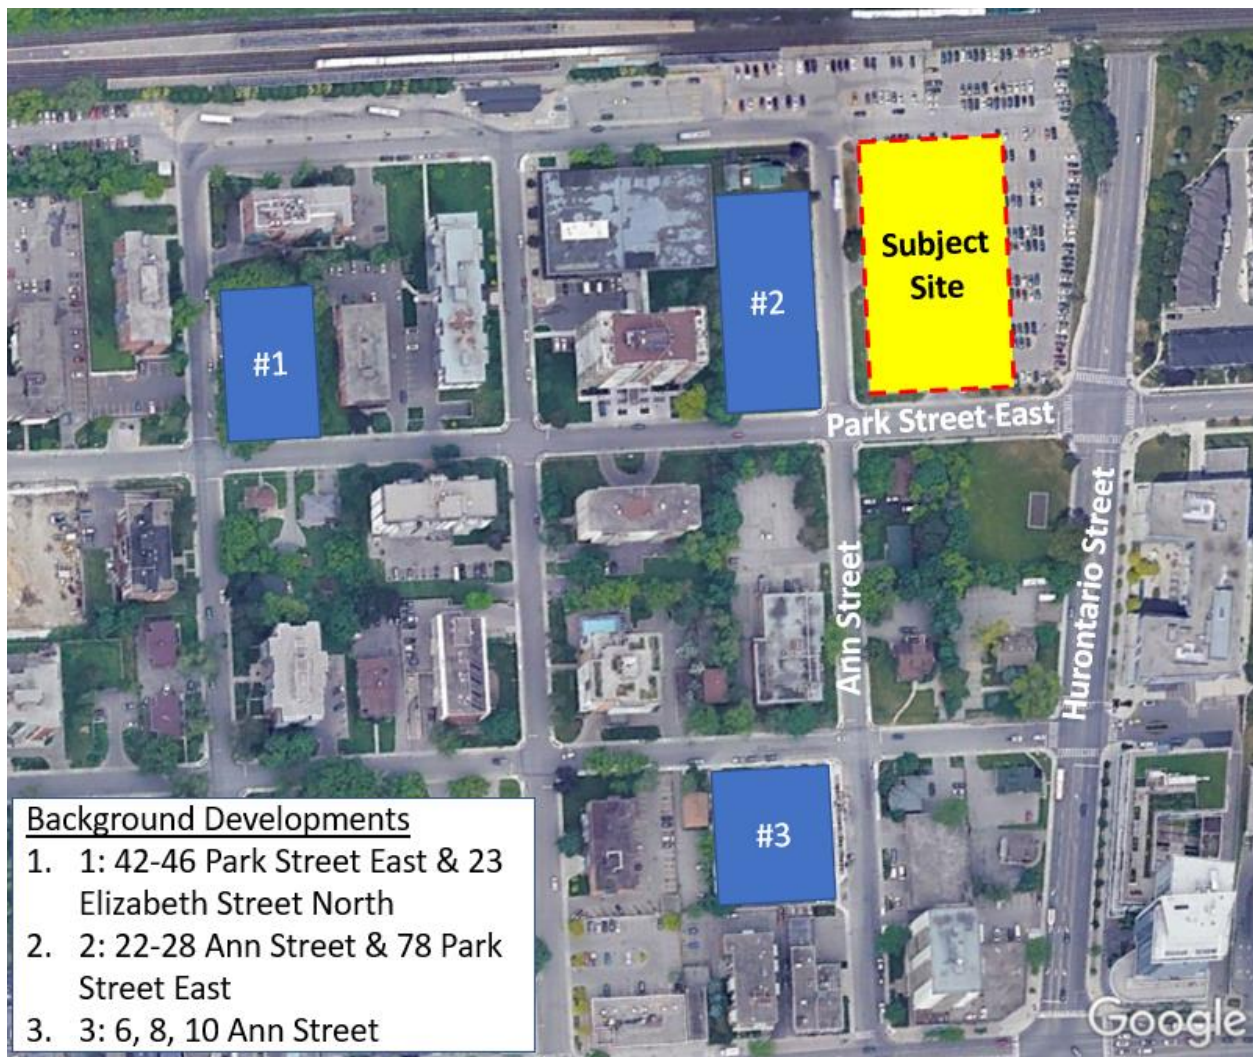 Subject
Site
#2
#1
Park Street East
Ann Street
Hurontario Street
#3
Background Developments
1. 1: 42-46 Park Street East & 23
Elizabeth Street North
2. 2: 22-28 Ann Street & 78 Park
Street East
3. 3: 6, 8, 10 Ann Street
Google